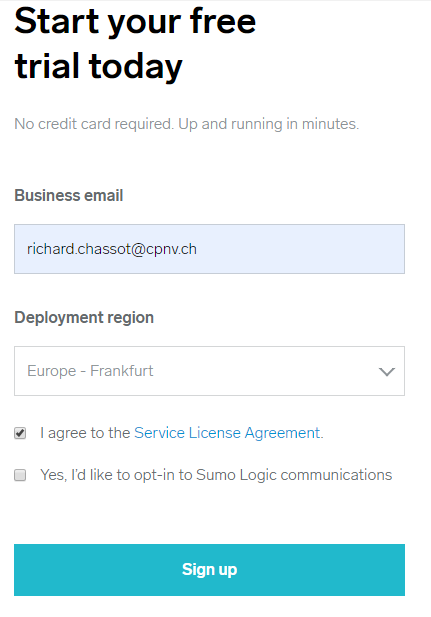 Start your free
trial today
No credit card required. Up and running in minutes.
Business email
richard.chassot@cpnv.ch
Deployment region
Europe - Frankfurt
I agree to the Service License Agreement.
Yes, I'd like to opt-in to Sumo Logic communications
Sign up